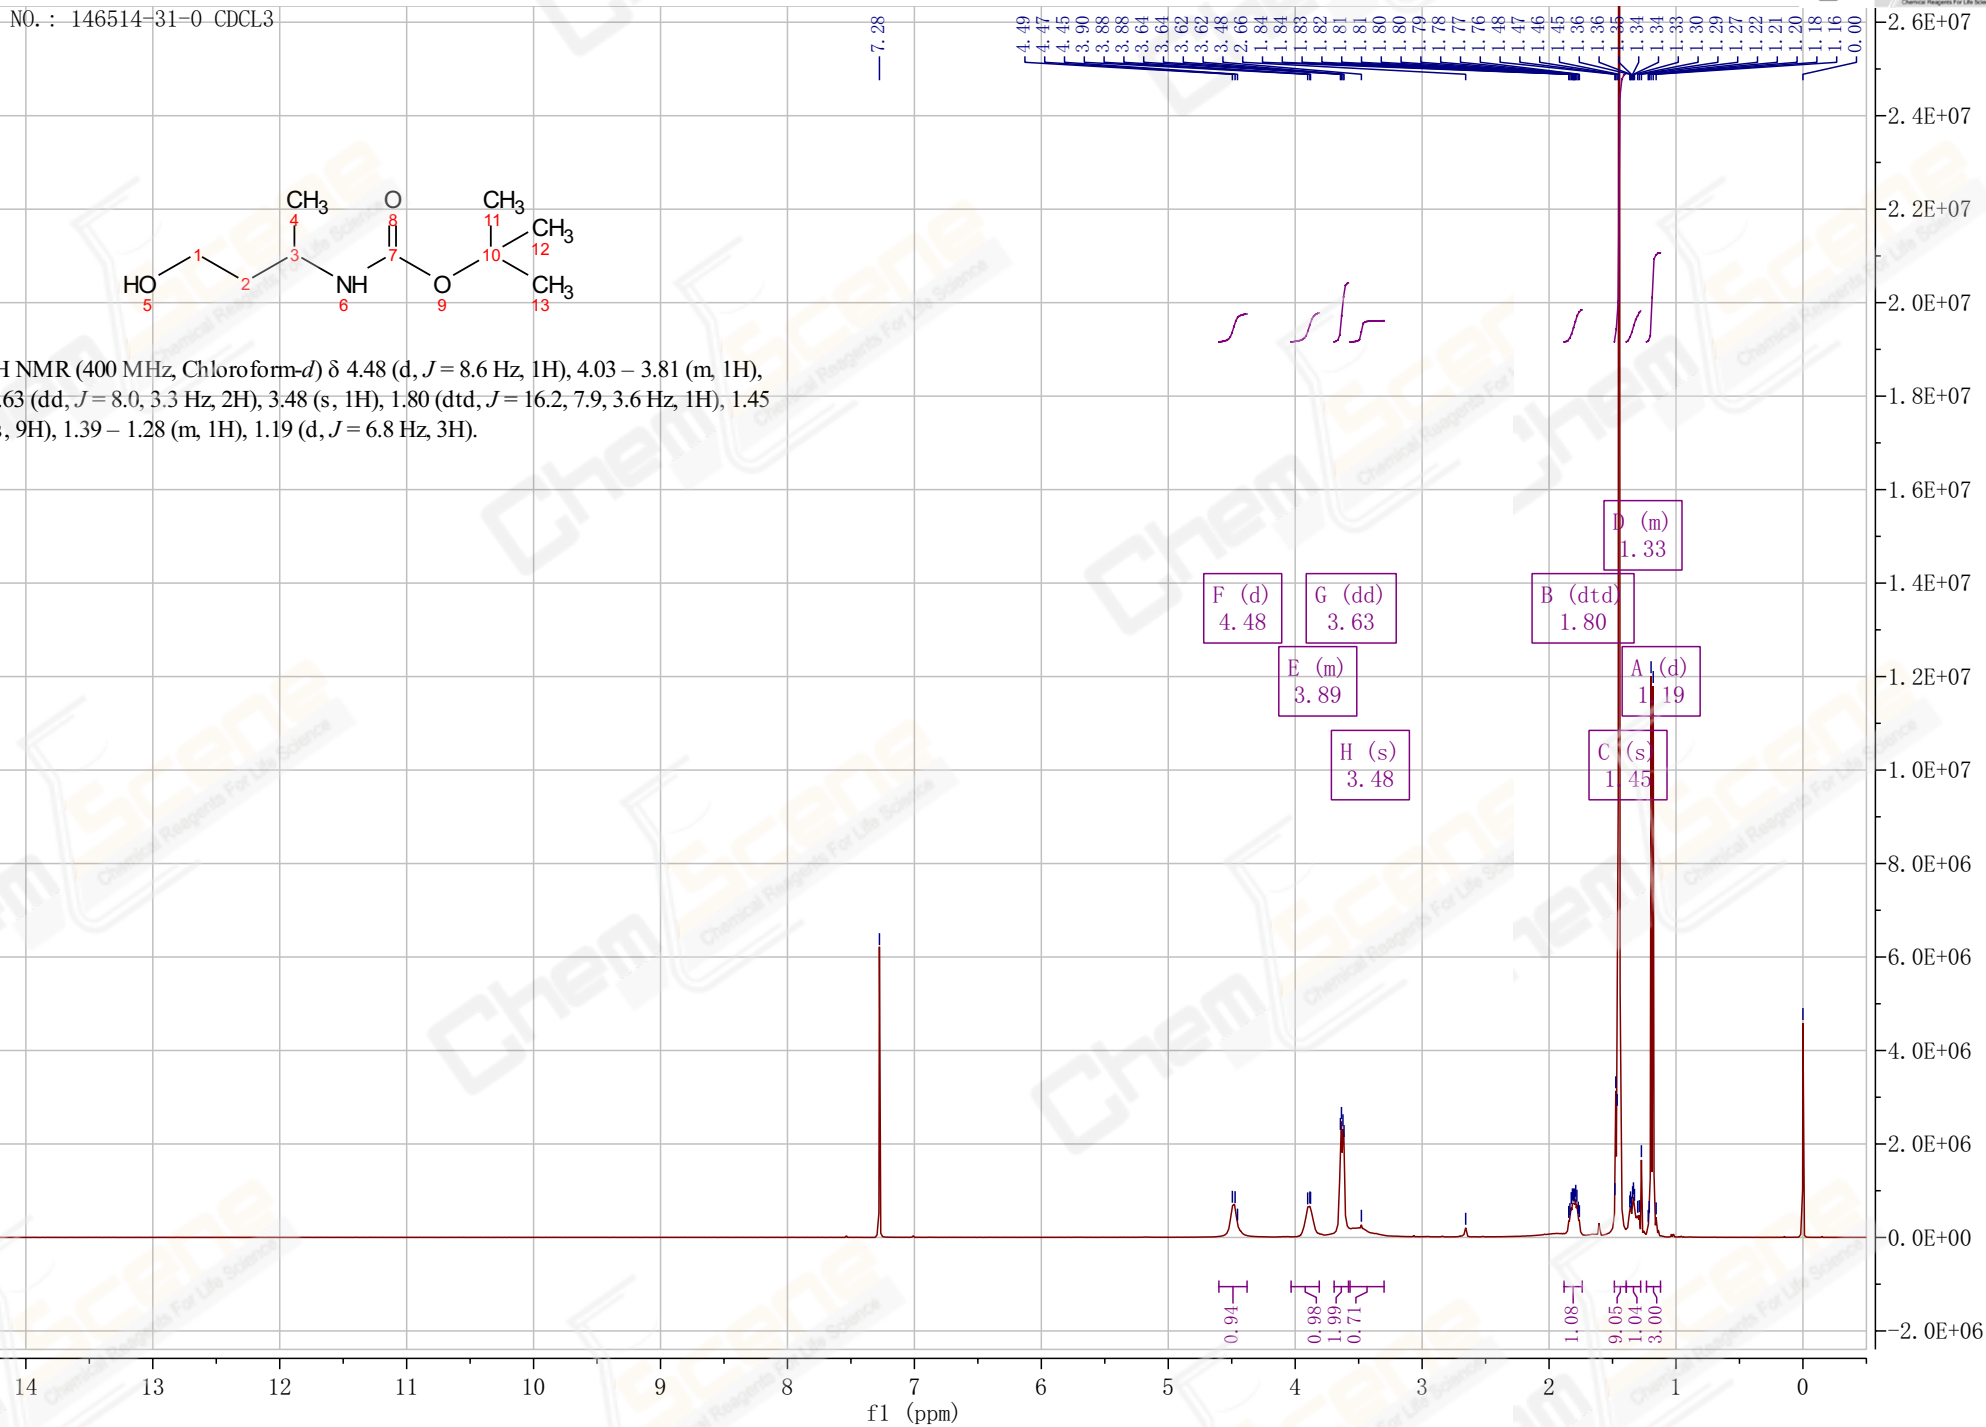 NO.: 146514-31-0 CDCL3
Chemical Reagents For Life
7.28
4.49
4.47
4.45
3.90
3.88
3.88
3.64
3.64
3.62
3.62
3.48
2.66
1.84
1.84
1.83
1.82
1.81
1.81
1.80
1.80
1.79
1.78
1.77
1.76
1.48
1.47
1.46
1.45
1.36
1.36
1.35
1.34
1.34
1.33
1.30
1.29
1.27
1.22
1.21
1.20
1.18
1.16
0.00
CH3 O CH3
4 8 11 CH3
1 3 7 10 12
HO 2 NH O CH3
5 6 9 13
H NMR (400 MHz, Chloroform-d) δ 4.48 (d, J = 8.6 Hz, 1H), 4.03 – 3.81 (m, 1H),
.63 (dd, J = 8.0, 3.3 Hz, 2H), 3.48 (s, 1H), 1.80 (dtd, J = 16.2, 7.9, 3.6 Hz, 1H), 1.45
, 9H), 1.39 – 1.28 (m, 1H), 1.19 (d, J = 6.8 Hz, 3H).
D (m)
1.33
F (d)
4.48
G (dd)
3.63
B (dtd)
1.80
E (m)
3.89
A (d)
1.19
H (s)
3.48
C (s)
1.45
2.6E+07
2.4E+07
2.2E+07
2.0E+07
1.8E+07
1.6E+07
1.4E+07
1.2E+07
1.0E+07
8.0E+06
6.0E+06
4.0E+06
2.0E+06
0.0E+00
-2.0E+06
0.94
0.98
1.99
0.71
1.08
9.05
1.04
3.00
14 13 12 11 10 9 8 7 6 5 4 3 2 1 0
f1 (ppm)
ChemScene
Chemical Reagents For Life Science